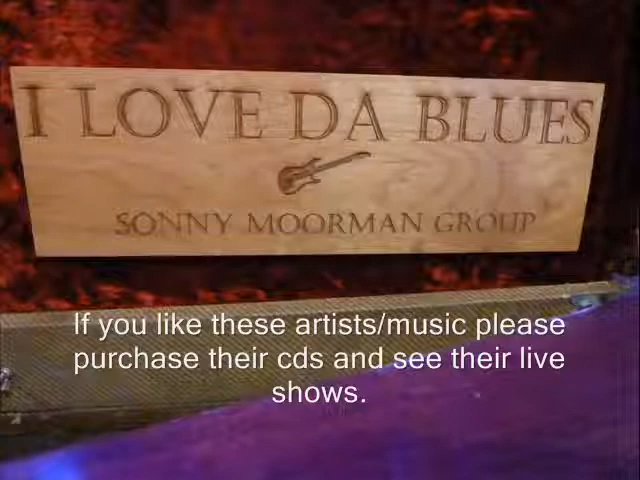 I LOVE DA BLUES
SONNY MOORMAN GROUP
If you like these artists/music please
purchase their cds and see their live
shows.